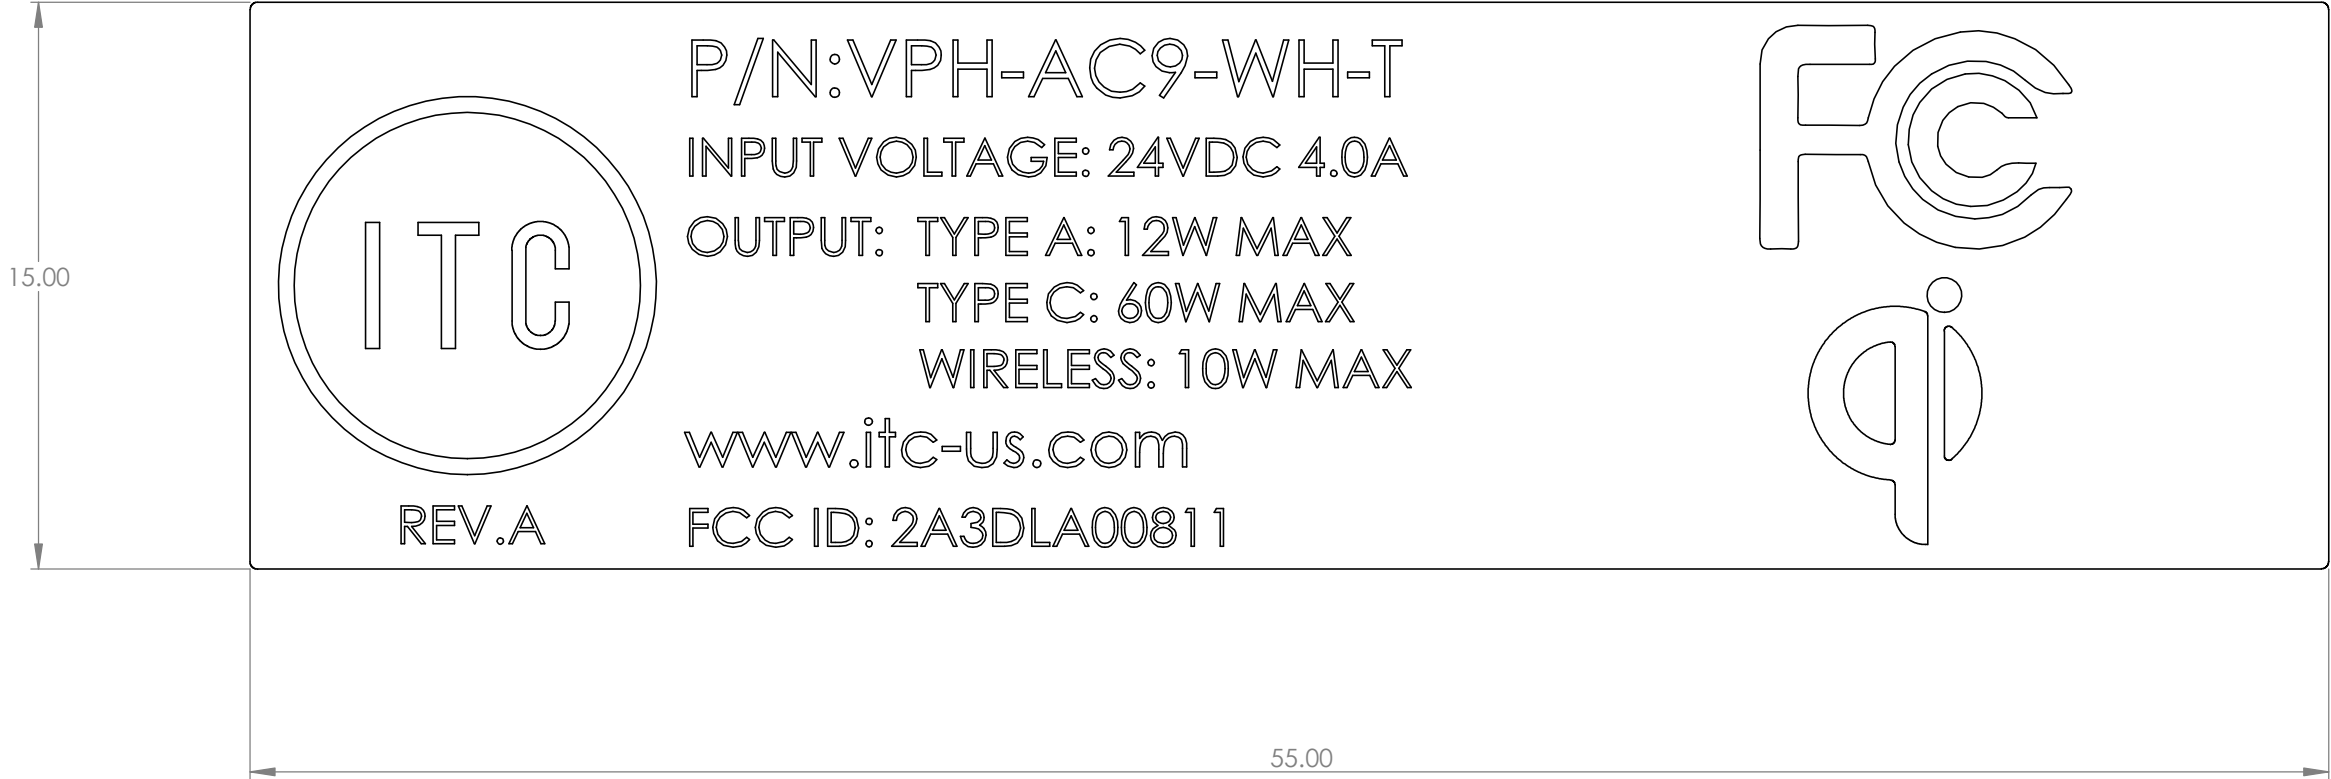 P/N:VPH-AC9-WH-T
INPUT VOLTAGE: 24VDC 4.0A
OUTPUT: TYPE A: 12W MAX
TYPE C: 60W MAX
WIRELESS: 10W MAX
www.itc-us.com
FCC ID: 2A3DLA00811
ITC
REV.A
FC
qi
15.00
55.00